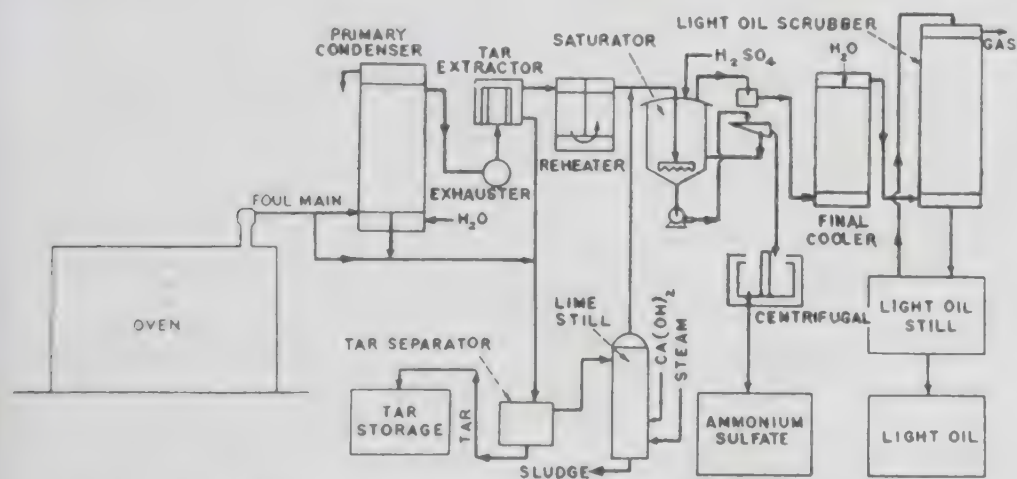 PRIMARY
CONDENSER
TAR
EXTRACTOR
SATURATOR
LIGHT OIL SCRUBBER
H2SO4
H2O
GAS
REHEATER
EXHAUSTER
FOUL MAIN
H2O
FINAL
COOLER
OVEN
LIME
STILL
CA(OH)2
STEAM
CENTRIFUGAL
LIGHT OIL
STILL
TAR SEPARATOR
TAR
STORAGE
TAR
AMMONIUM
SULFATE
LIGHT OIL
SLUDGE